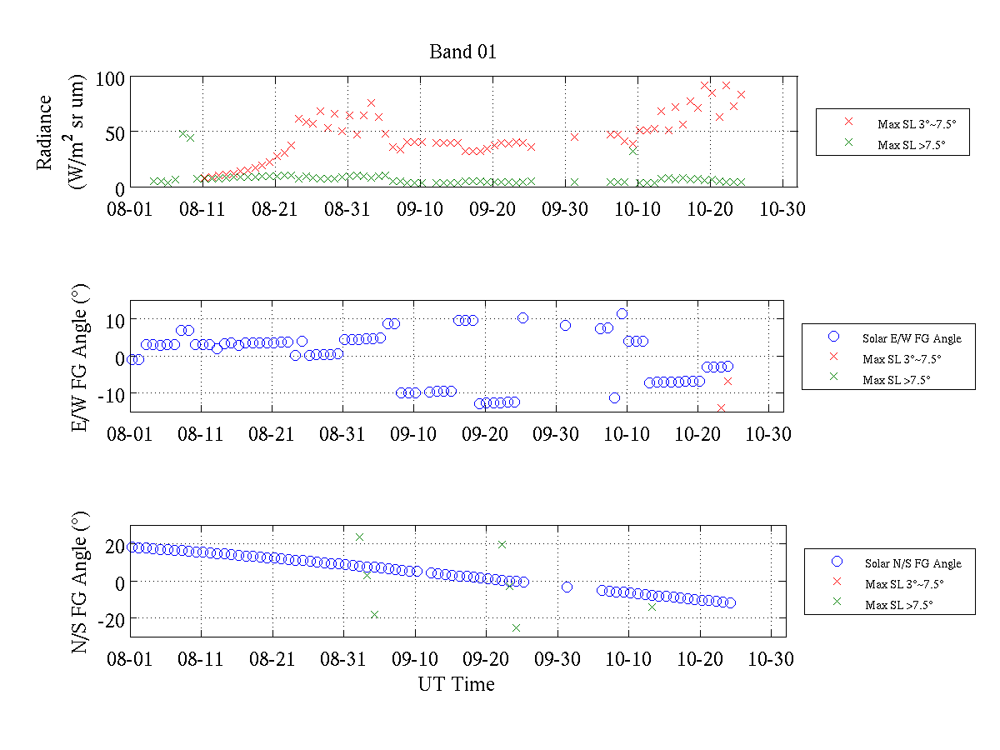 Band 01
Radiance
(W/m² sr um)
100
50
0
08-01 08-11 08-21 08-31 09-10 09-20 09-30 10-10 10-20 10-30
Max SL 3°~7.5°
Max SL >7.5°
E/W FG Angle (°)
10
0
-10
08-01 08-11 08-21 08-31 09-10 09-20 09-30 10-10 10-20 10-30
Solar E/W FG Angle
Max SL 3°~7.5°
Max SL >7.5°
N/S FG Angle (°)
20
0
-20
08-01 08-11 08-21 08-31 09-10 09-20 09-30 10-10 10-20 10-30
UT Time
Solar N/S FG Angle
Max SL 3°~7.5°
Max SL >7.5°